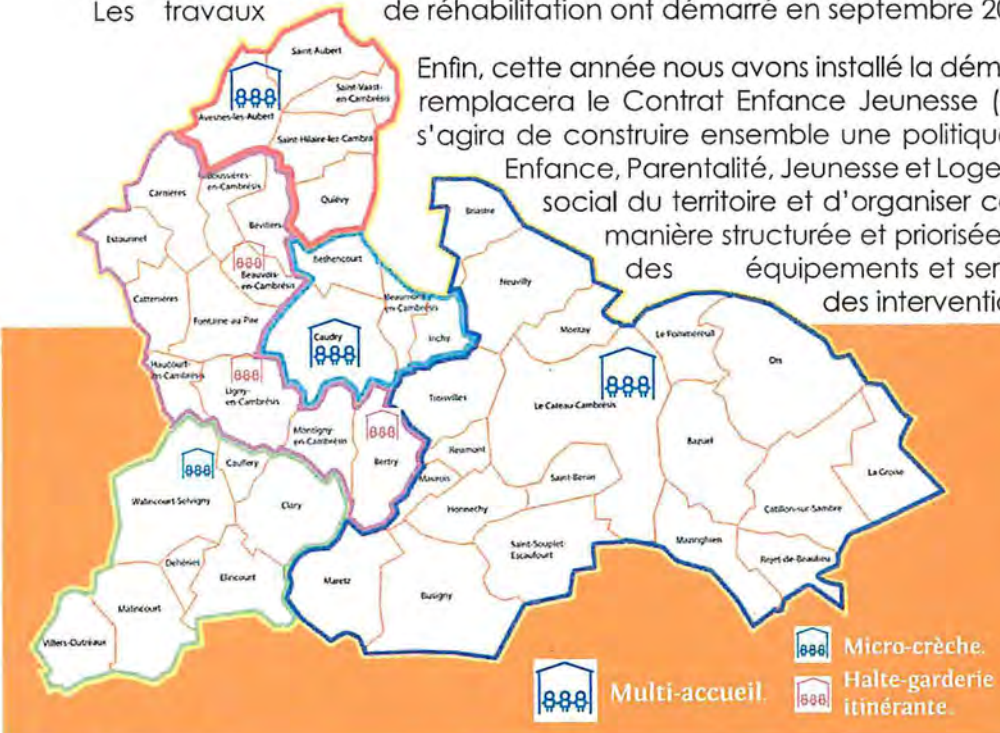 Les travaux de réhabilitation ont démarré en septembre 20
Enfin, cette année nous avons installé la dém
remplacera le Contrat Enfance Jeunesse (
s'agira de construire ensemble une politique
Enfance, Parentalité, Jeunesse et Loge
social du territoire et d'organiser c
manière structurée et priorisée
des équipements et ser
des interventi
Saint-Aubert
Saint-Vaast-
en-Cambrésis
Avesnes-les-Aubert
Saint-Hilaire-lez-Cambrai
Quiévy
Carnières
Boussières-
en-Cambrésis
Estourmel
Bévillers
Beauvois-
en-Cambrésis
Cattenières
Fontaine-au-Pire
Haucourt-
en-Cambrésis
Ligny-
en-Cambrésis
Béthencourt
Beaumont-
en-Cambrésis
Caudry
Inchy
Briastre
Neuvilly
Montay
Le Pommereuil
Ors
Troisvilles
Le Cateau-Cambrésis
Bazuel
La Groise
Montigny-
en-Cambrésis
Bertry
Reumont
Maurois
Saint-Benin
Honnechy
Catillon-sur-Sambre
Saint-Souplet-
Escaufourt
Mazinghien
Rejet-de-Beaulieu
Walincourt-Selvigny
Caullery
Clary
Dehéries
Elincourt
Maretz
Busigny
Malincourt
Villers-Outréaux
Multi-accueil.
Micro-crèche.
Halte-garderie
itinérante.